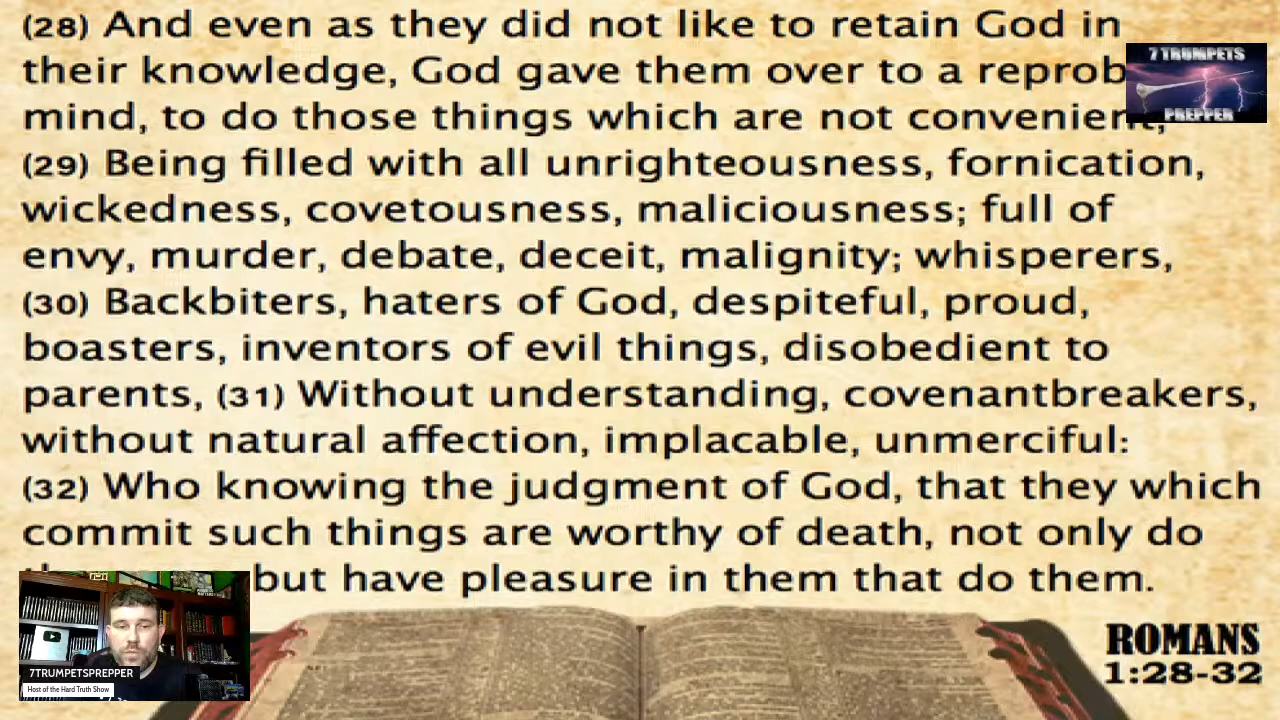 (28) And even as they did not like to retain God in
their knowledge, God gave them over to a reprob
mind, to do those things which are not convenient,
(29) Being filled with all unrighteousness, fornication,
wickedness, covetousness, maliciousness; full of
envy, murder, debate, deceit, malignity; whisperers,
(30) Backbiters, haters of God, despiteful, proud,
boasters, inventors of evil things, disobedient to
parents, (31) Without understanding, covenantbreakers,
without natural affection, implacable, unmerciful:
(32) Who knowing the judgment of God, that they which
commit such things are worthy of death, not only do
but have pleasure in them that do them.
7 TRUMPETS
PREPPER
7TRUMPETSPREPPER
Host of the Hard Truth Show
ROMANS
1:28-32